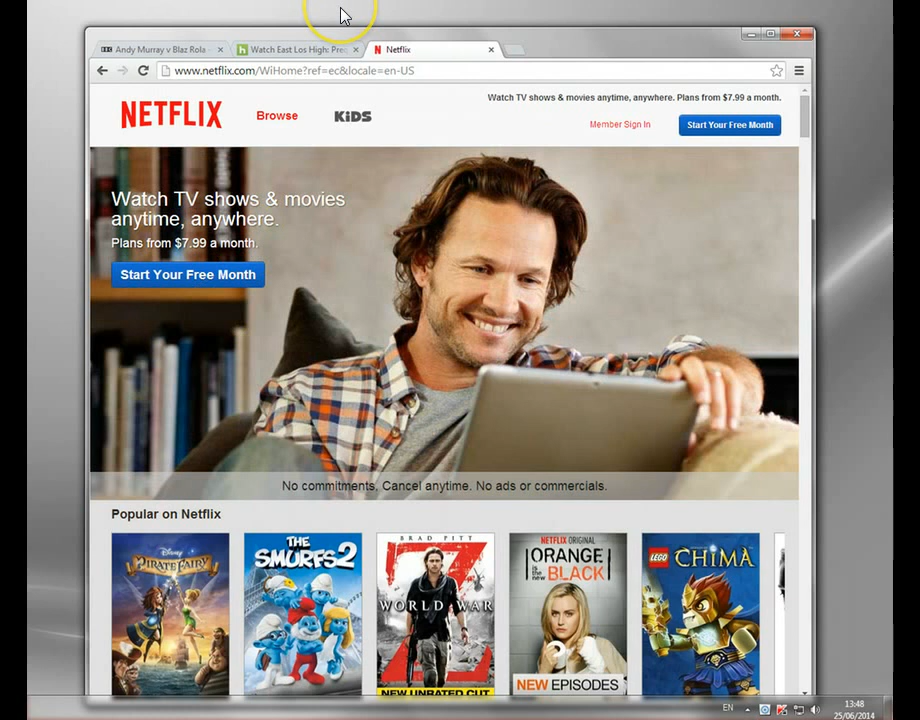 Andy Murray v Blaz Rola
Watch East Los High: Pre
Netflix
www.netflix.com/WiHome?ref=ec&locale=en-US
Watch TV shows & movies anytime, anywhere. Plans from $7.99 a month.
NETFLIX
Browse
KiDS
Member Sign In
Start Your Free Month
Watch TV shows & movies
anytime, anywhere.
Plans from $7.99 a month.
Start Your Free Month
No commitments, Cancel anytime. No ads or commercials.
Popular on Netflix
Disney
PIRATE FAIRY
THE
SMURFS 2
BRAD PITT
WORLD WAR
Z
NEW UNRATED CUT
NETFLIX ORIGINAL
ORANGE
is the new
BLACK
NEW EPISODES
LEGO CHIMA
EN
13:48
25/06/2014